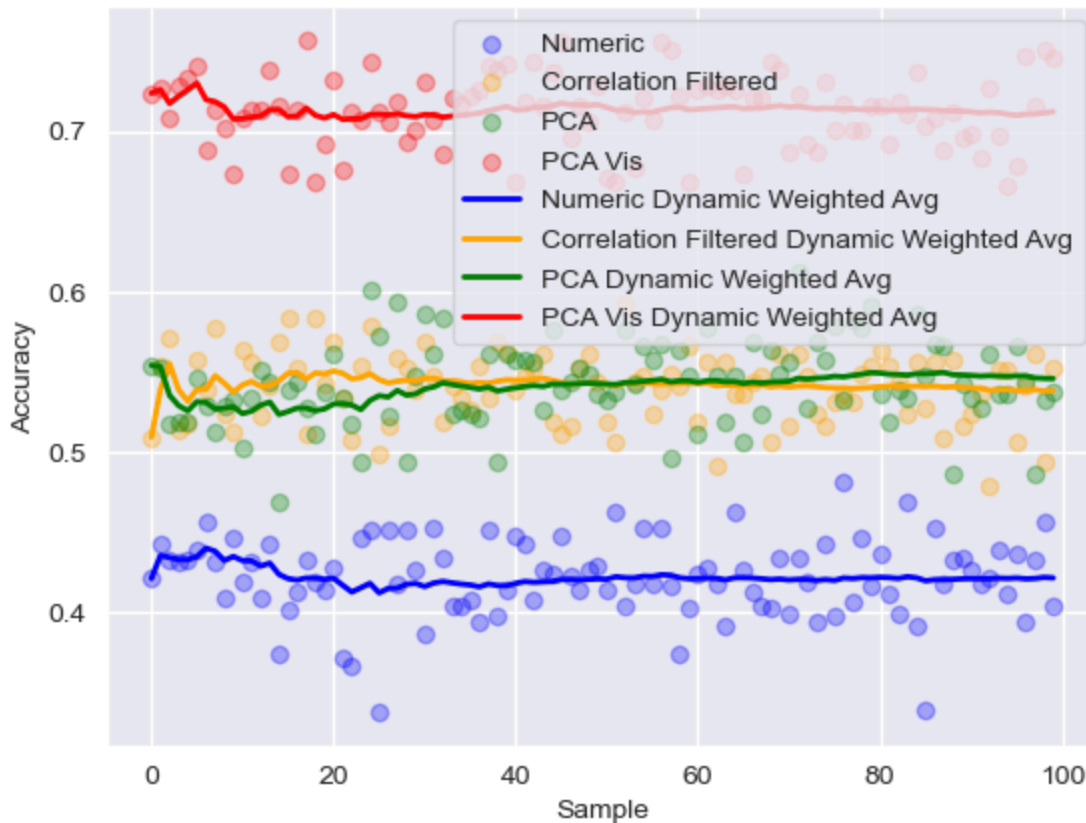 Numeric
Correlation Filtered
PCA
PCA Vis
Numeric Dynamic Weighted Avg
Correlation Filtered Dynamic Weighted Avg
PCA Dynamic Weighted Avg
PCA Vis Dynamic Weighted Avg
0.7
0.6
0.5
0.4
Accuracy
0 20 40 60 80 100
Sample